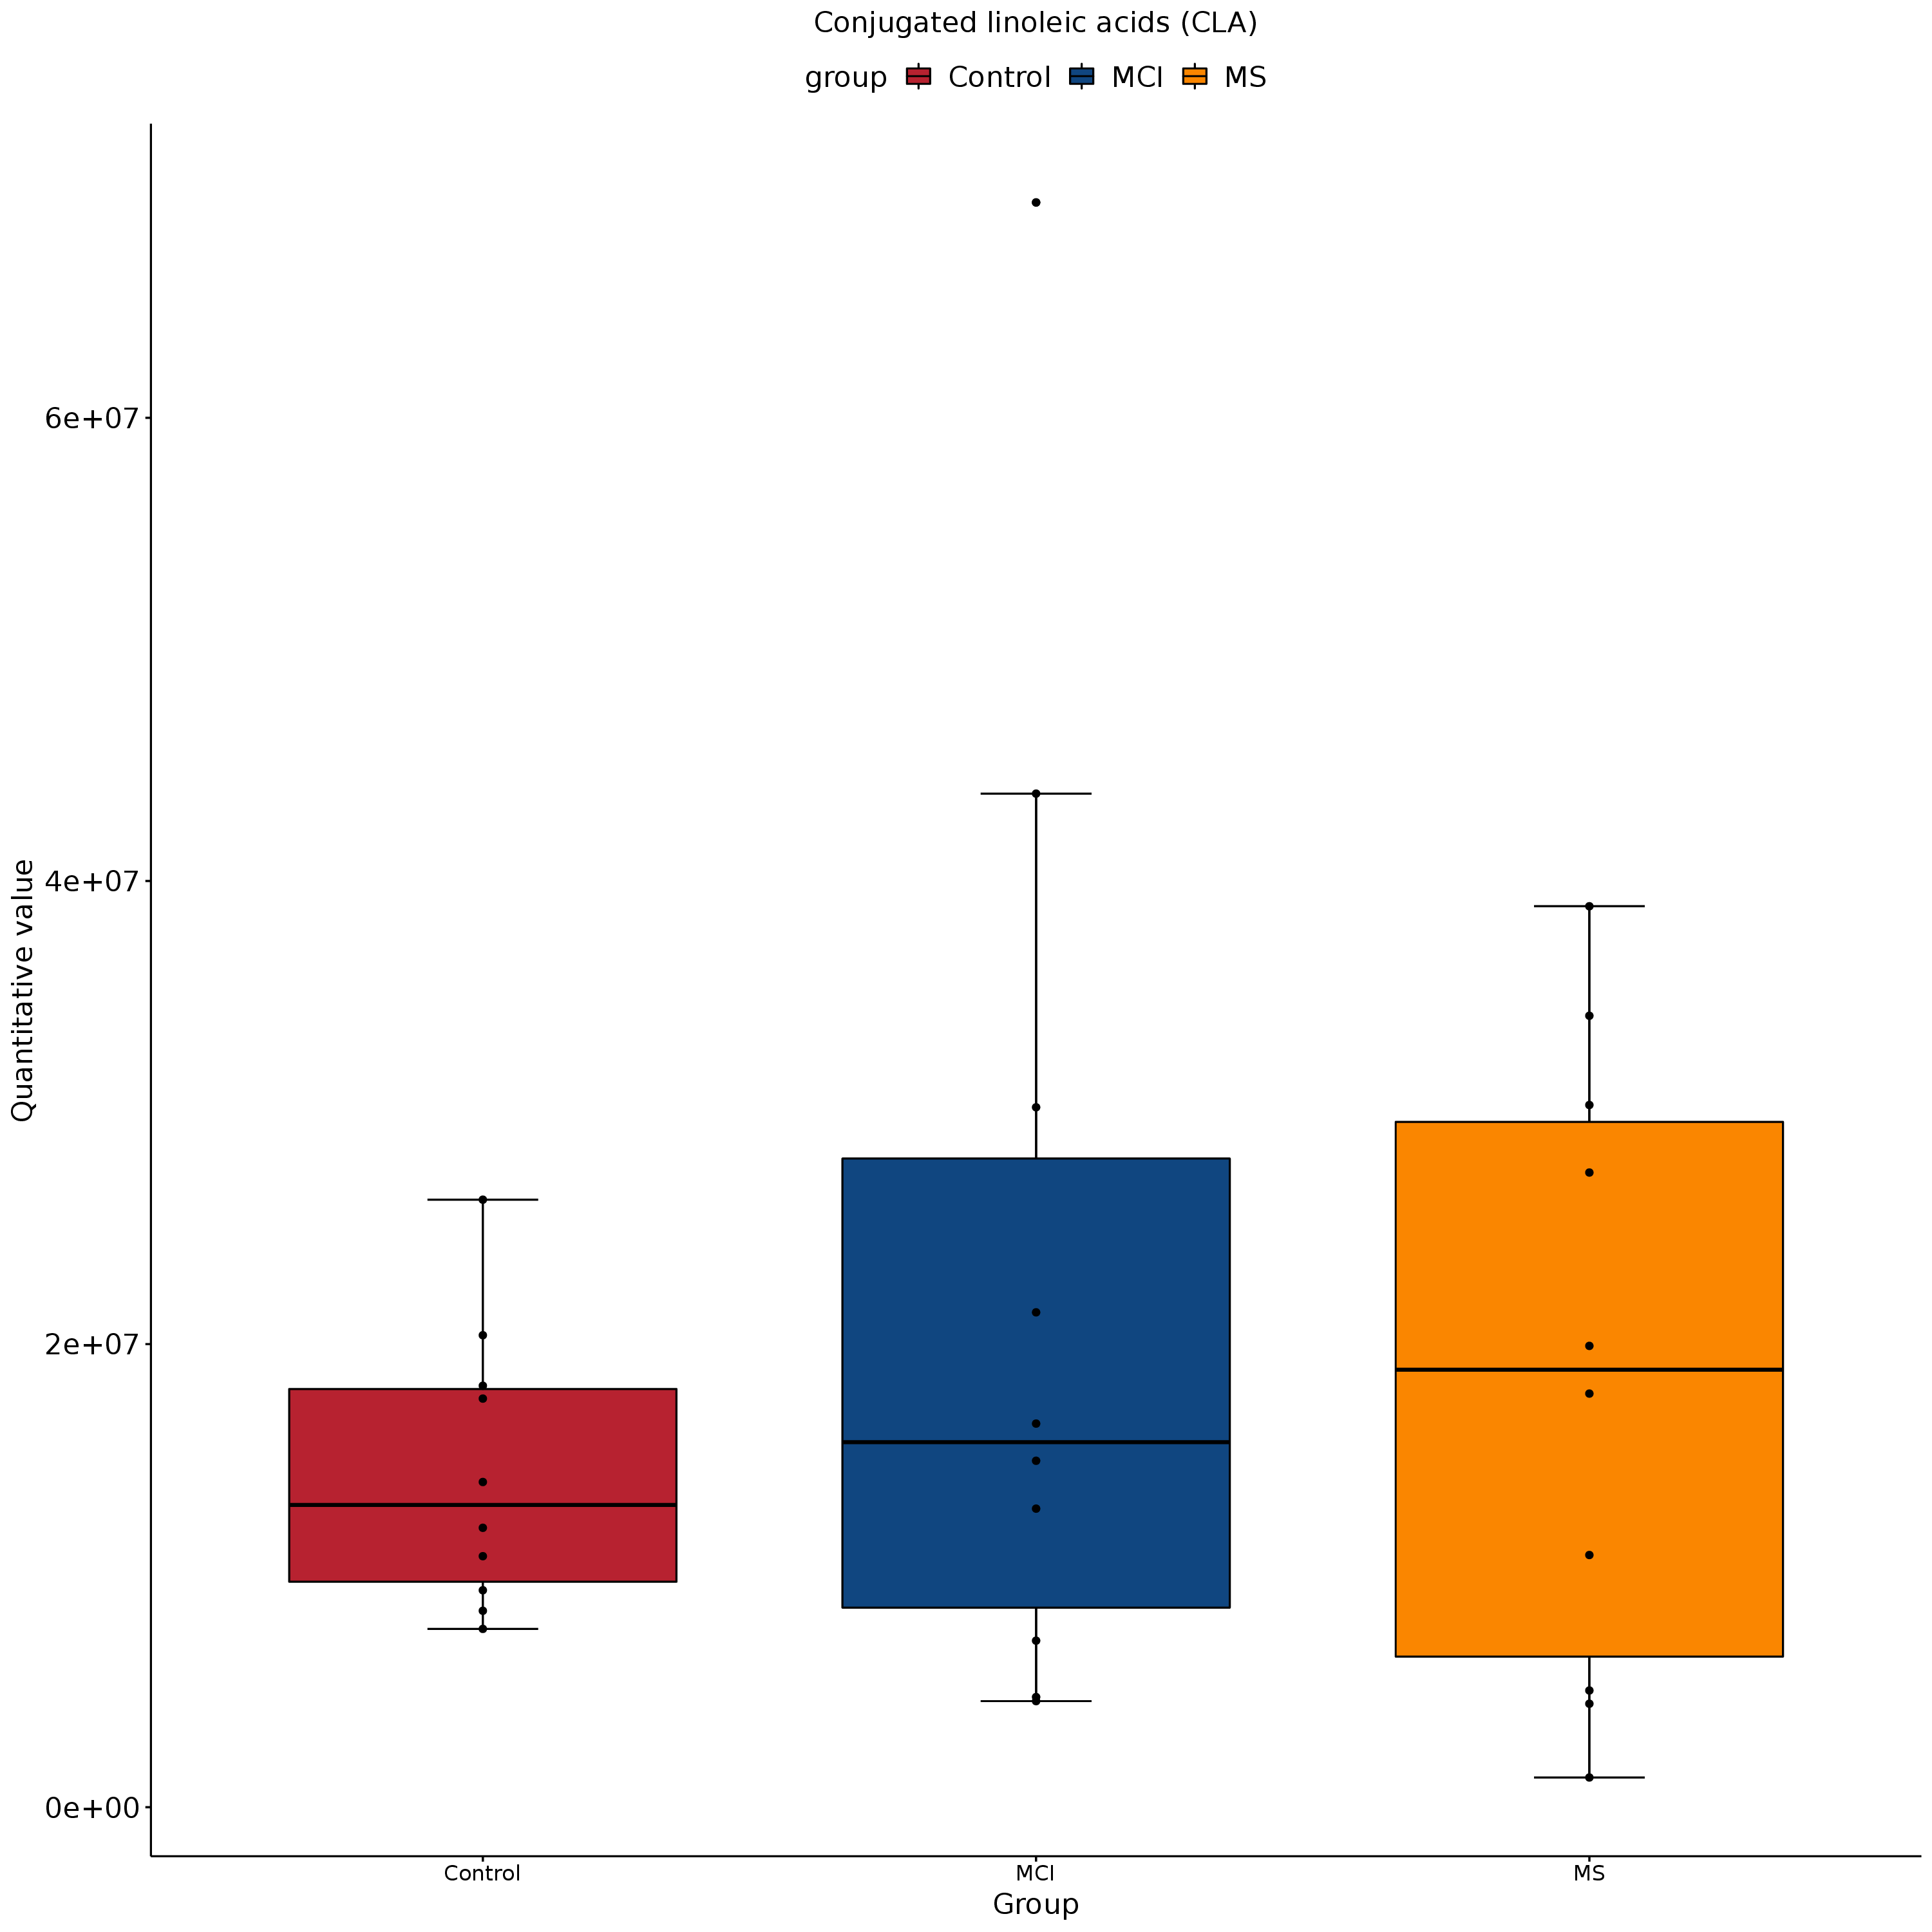 Conjugated linoleic acids (CLA)
group Control MCI MS
Quantitative value
6e+07
4e+07
2e+07
0e+00
Control MCI MS
Group